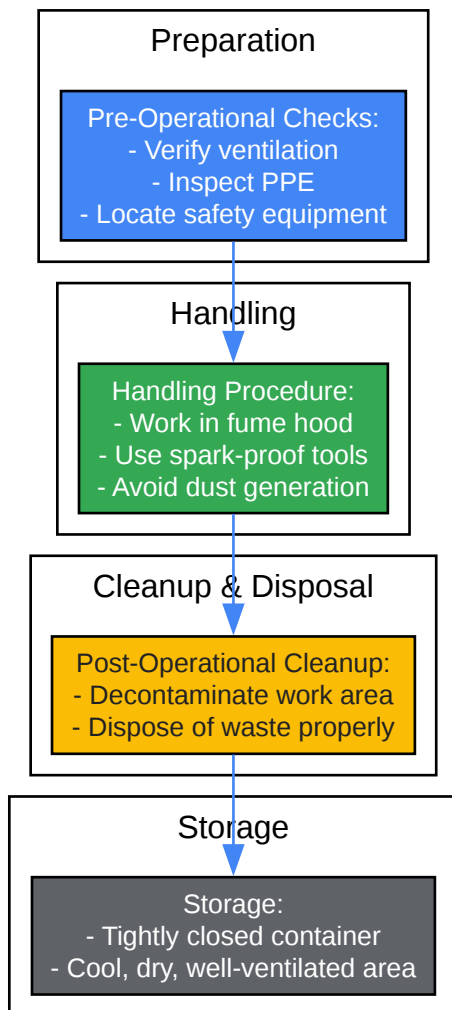 Preparation
Pre-Operational Checks:
- Verify ventilation
- Inspect PPE
- Locate safety equipment
Handling
Handling Procedure:
- Work in fume hood
- Use spark-proof tools
- Avoid dust generation
Cleanup & Disposal
Post-Operational Cleanup:
- Decontaminate work area
- Dispose of waste properly
Storage
Storage:
- Tightly closed container
- Cool, dry, well-ventilated area